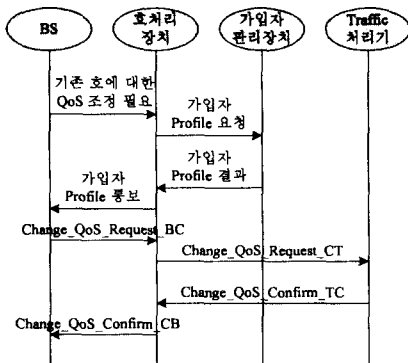 BS
호처리
장치
가입자
관리장치
Traffic
처리기
기존 호에 대한
QoS 조정 필요
가입자
Profile 요청
가입자
Profile 결과
가입자
Profile 통보
Change_QoS_Request_BC
Change_QoS_Request_CT
Change_QoS_Confirm_TC
Change_QoS_Confirm_CB